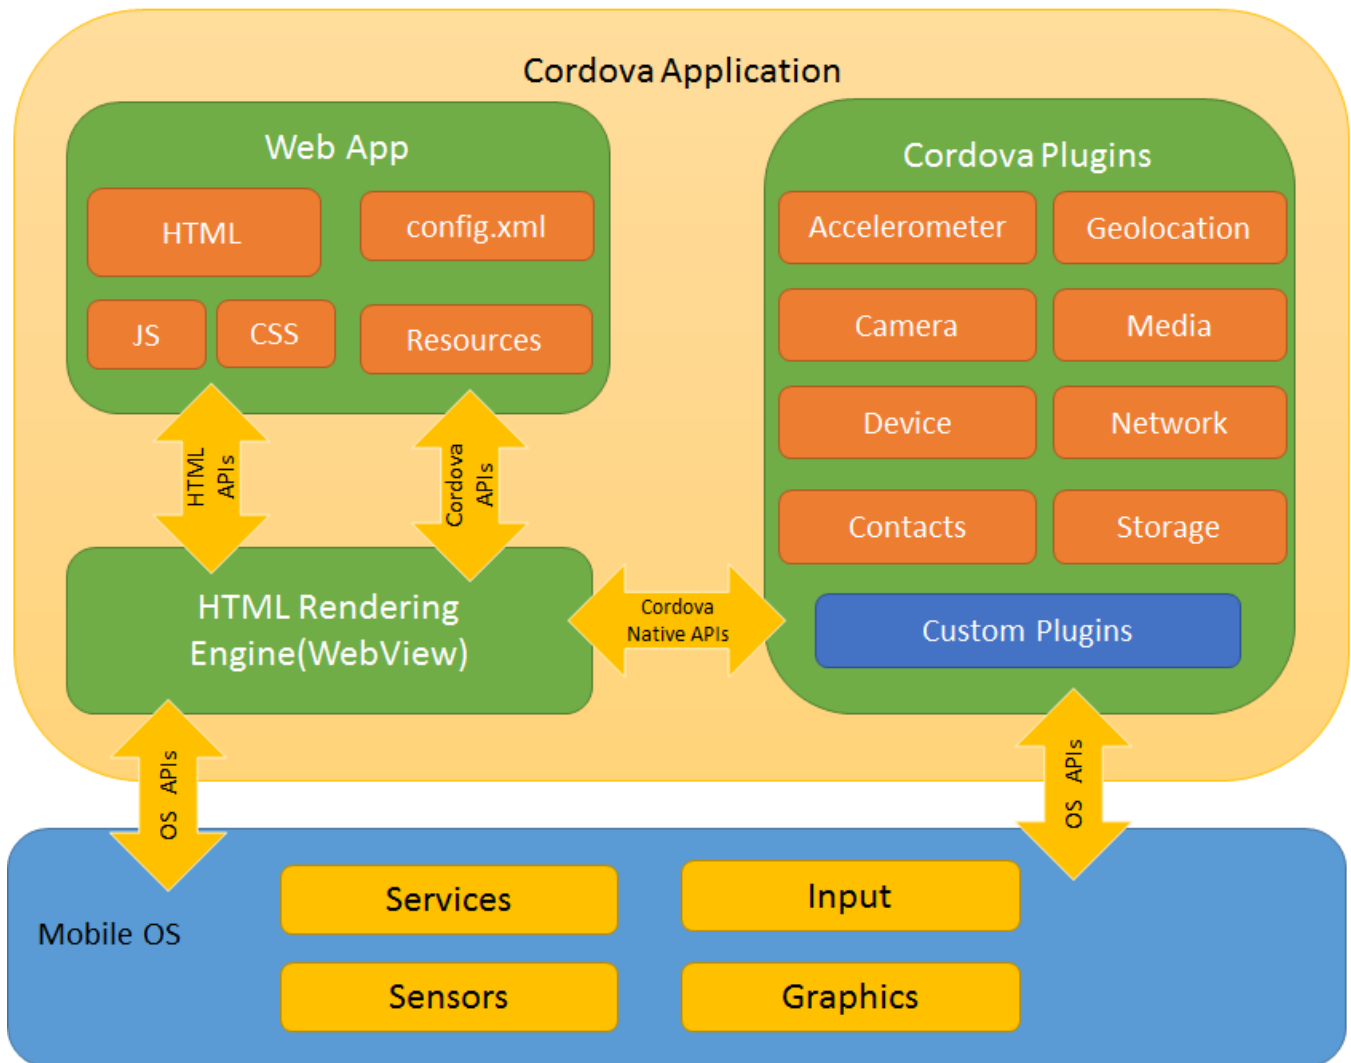 Cordova Application
Web App
HTML
config.xml
JS
CSS
Resources
HTML
APIs
Cordova
APIs
HTML Rendering
Engine(WebView)
Cordova
Native APIs
Cordova Plugins
Accelerometer
Geolocation
Camera
Media
Device
Network
Contacts
Storage
Custom Plugins
OS APIs
OS APIs
Mobile OS
Services
Input
Sensors
Graphics